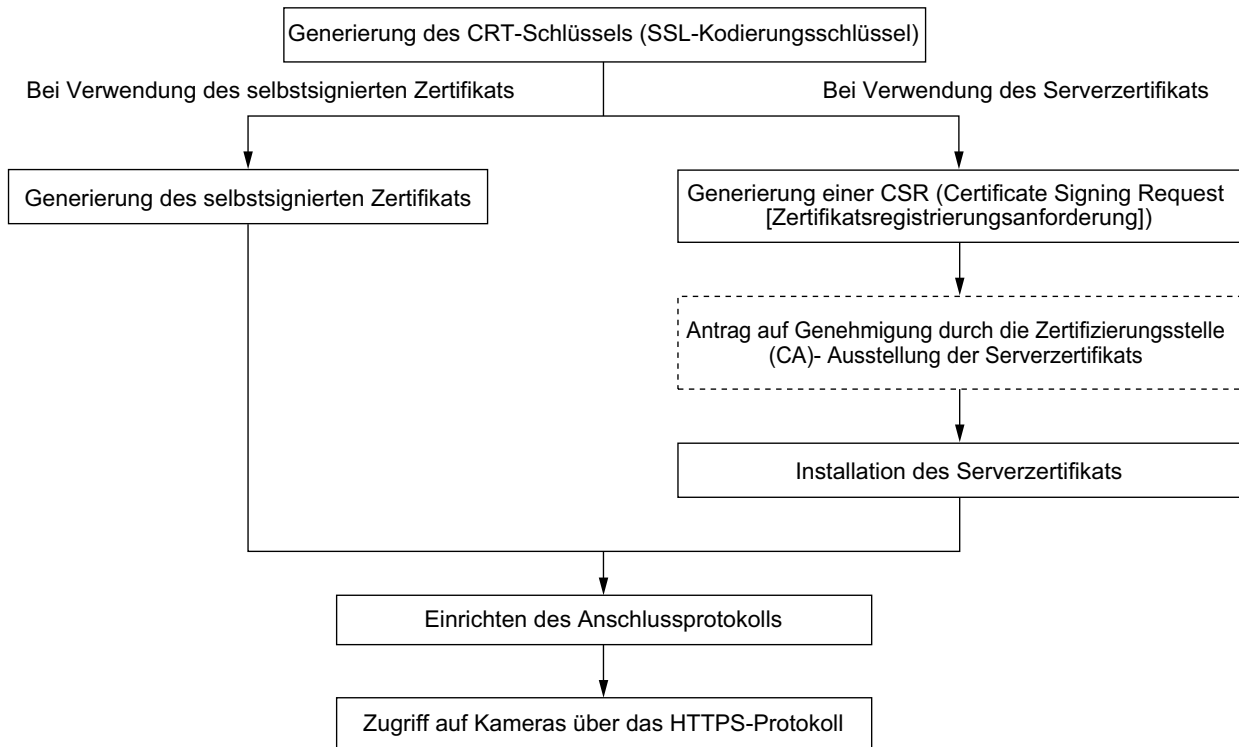 Generierung des CRT-Schlüssels (SSL-Kodierungsschlüssel)
Bei Verwendung des selbstsignierten Zertifikats
Bei Verwendung des Serverzertifikats
Generierung des selbstsignierten Zertifikats
Generierung einer CSR (Certificate Signing Request
[Zertifikatsregistrierungsanforderung])
Antrag auf Genehmigung durch die Zertifizierungsstelle
(CA)- Ausstellung der Serverzertifikats
Installation des Serverzertifikats
Einrichten des Anschlussprotokolls
Zugriff auf Kameras über das HTTPS-Protokoll